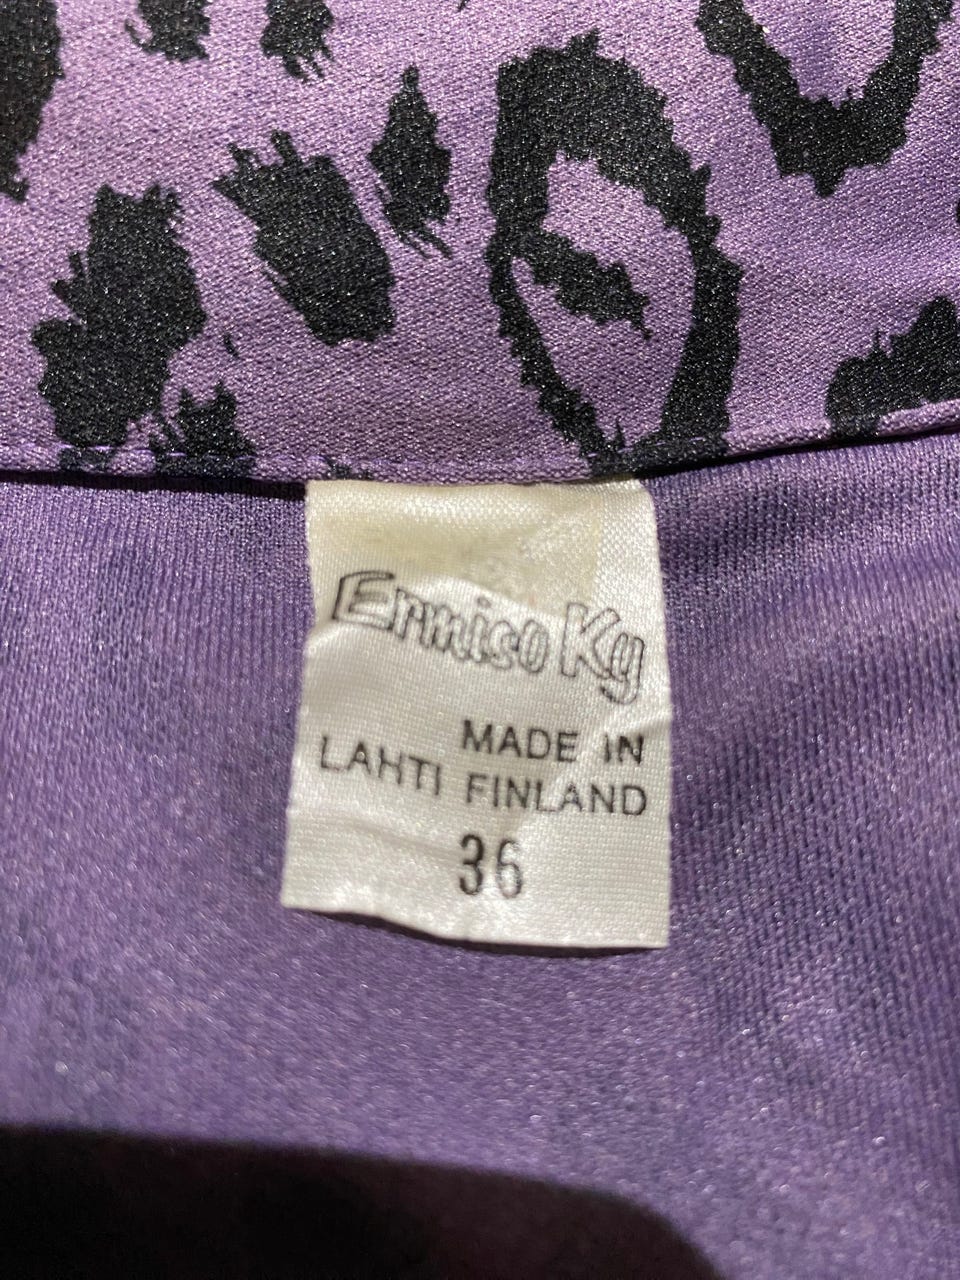 Ermiso Ky
MADE IN
LAHTI FINLAND
36